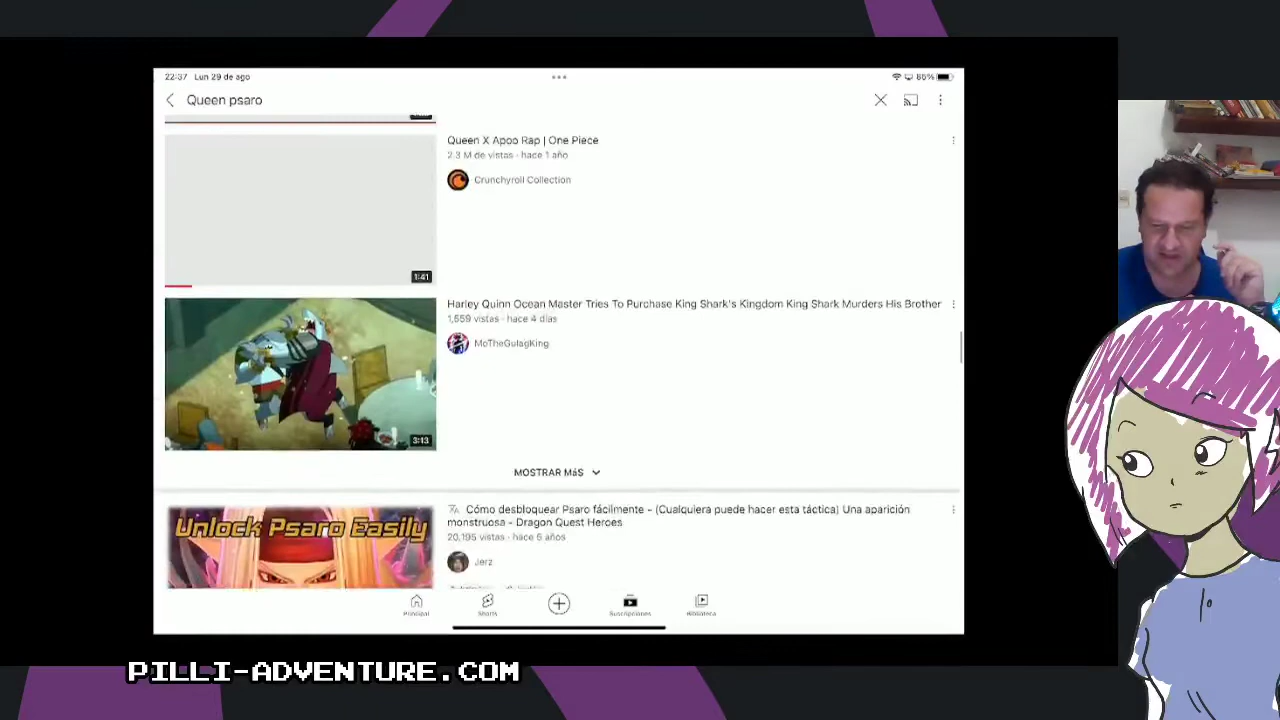 22:37 Lun 29 de ago
85%
Queen psaro
Queen X Apoo Rap | One Piece
2.3 M de vistas · hace 1 año
Crunchyroll Collection
1:41
Harley Quinn Ocean Master Tries To Purchase King Shark's Kingdom King Shark Murders His Brother
1,559 vistas · hace 4 días
MoTheGulagKing
3:13
MOSTRAR MáS
Unlock Psaro Easily
Cómo desbloquear Psaro fácilmente - (Cualquiera puede hacer esta táctica) Una aparición
monstruosa - Dragon Quest Heroes
20,195 vistas · hace 6 años
Jerz
Principal
Shorts
Suscripciones
Biblioteca
PILLI-ADVENTURE.COM